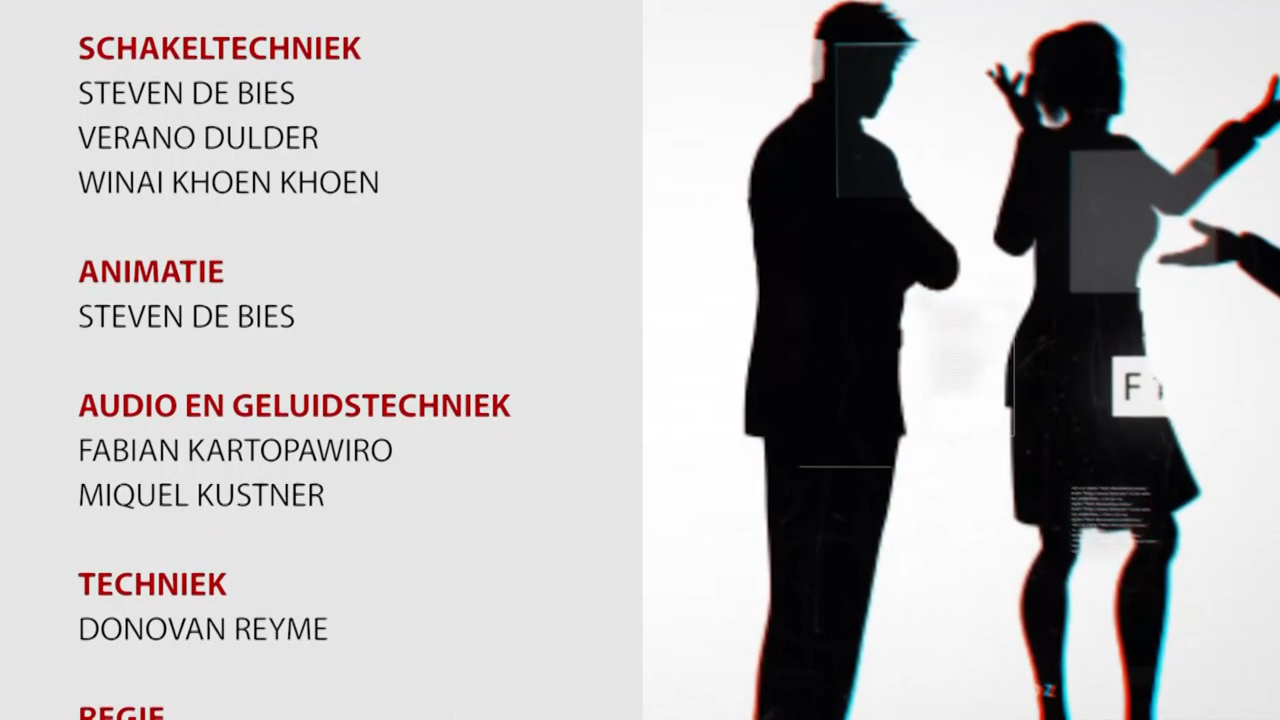 SCHAKELTECHNIEK
STEVEN DE BIES
VERANO DULDER
WINAI KHOEN KHOEN
ANIMATIE
STEVEN DE BIES
AUDIO EN GELUIDSTECHNIEK
FABIAN KARTOPAWIRO
MIQUEL KUSTNER
TECHNIEK
DONOVAN REYME
REGIE
F